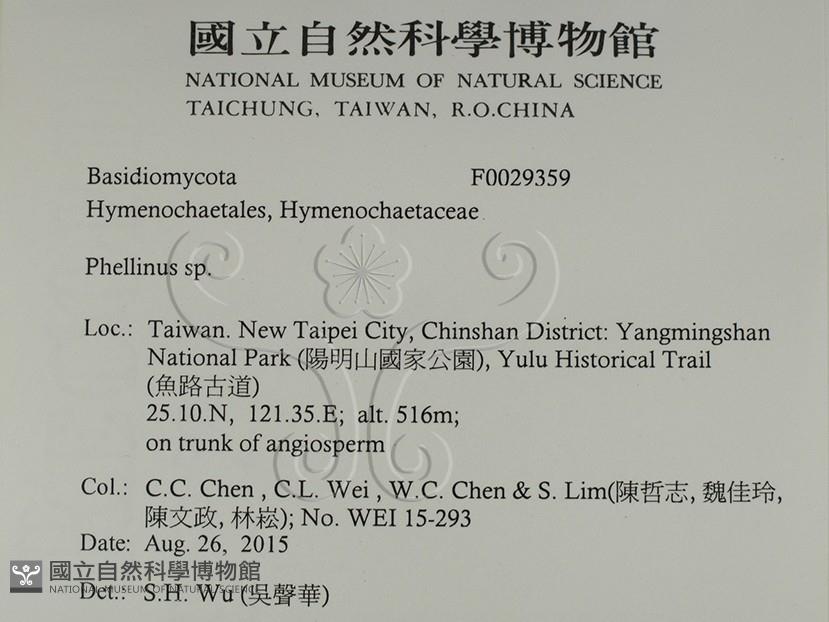 國立自然科學博物館
NATIONAL MUSEUM OF NATURAL SCIENCE
TAICHUNG, TAIWAN, R.O.CHINA
Basidiomycota F0029359
Hymenochaetales, Hymenochaetaceae
Phellinus sp.
Loc.: Taiwan. New Taipei City, Chinshan District: Yangmingshan
National Park (陽明山國家公園), Yulu Historical Trail
(魚路古道)
25.10.N, 121.35.E; alt. 516m;
on trunk of angiosperm
Col.: C.C. Chen , C.L. Wei , W.C. Chen & S. Lim(陳哲志, 魏佳玲,
陳文政, 林崧); No. WEI 15-293
Date: Aug. 26, 2015
國立自然科學博物館
NATIONAL MUSEUM OF NATURAL SCIENCE
Det.: S.H. Wu (吳聲華)